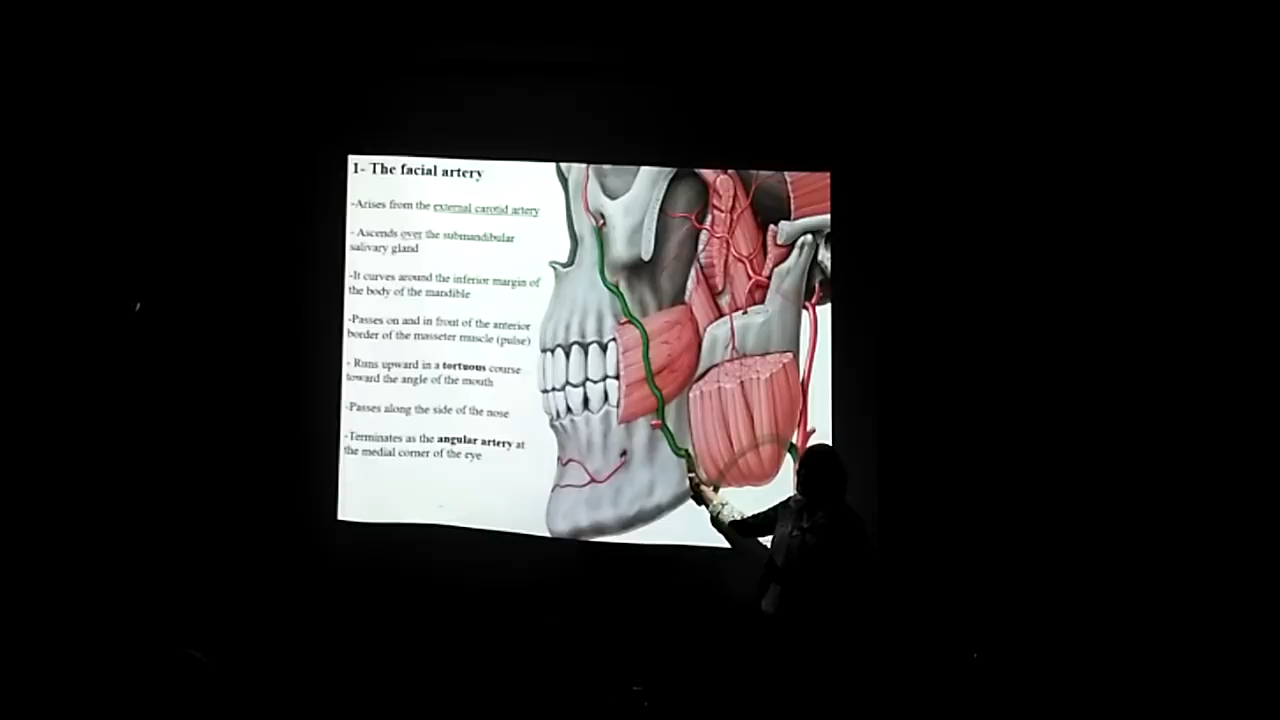 1- The facial artery
-Arises from the external carotid artery
- Ascends over the submandibular
salivary gland
-It curves around the inferior margin of
the body of the mandible
-Passes on and in front of the anterior
border of the masseter muscle (pulse)
- Runs upward in a tortuous course
toward the angle of the mouth
-Passes along the side of the nose
-Terminates as the angular artery at
the medial corner of the eye